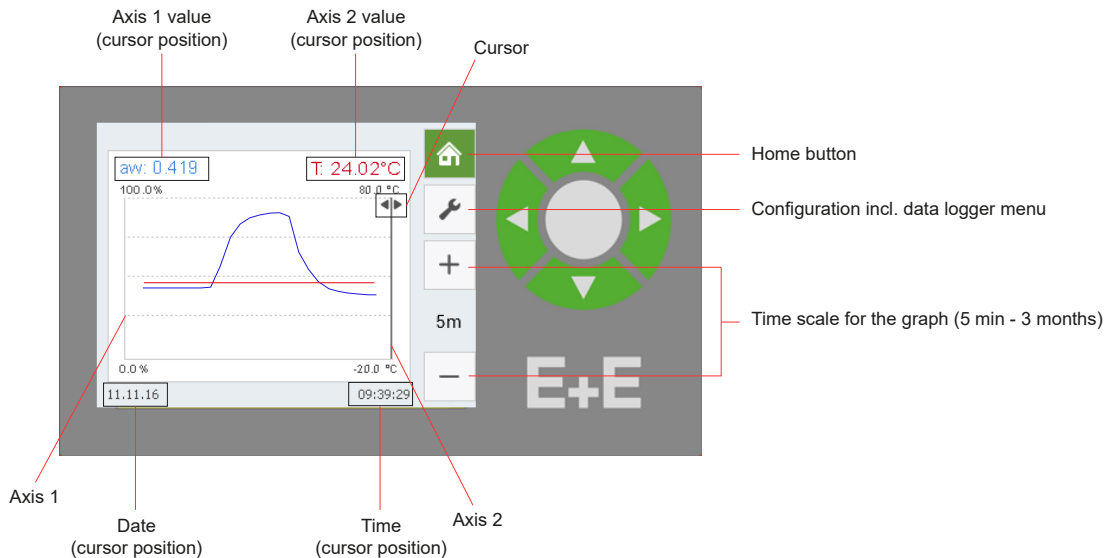 Axis 1 value
(cursor position)
Axis 2 value
(cursor position)
Cursor
aw: 0.419
T: 24.02°C
100.0%
80.0 °C
Home button
Configuration incl. data logger menu
5m
Time scale for the graph (5 min - 3 months)
0.0 %
-20.0 °C
11.11.16
09:39:29
E+E
Axis 1
Date
(cursor position)
Time
(cursor position)
Axis 2